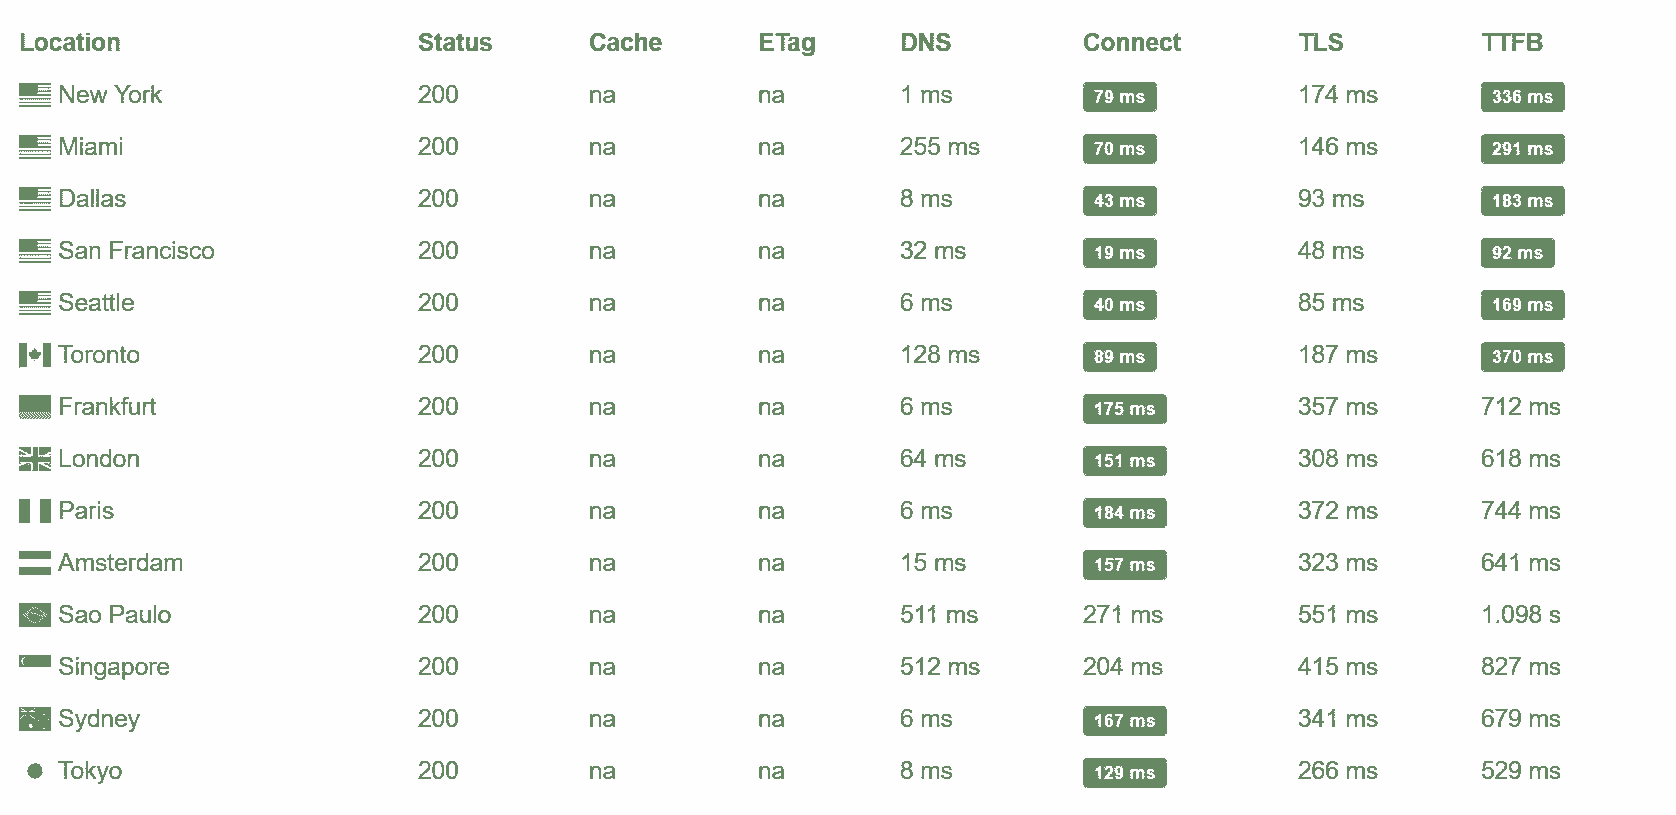 Location Status Cache ETag DNS Connect TLS TTFB
New York 200 na na 1 ms 79 ms 174 ms 336 ms
Miami 200 na na 255 ms 70 ms 146 ms 291 ms
Dallas 200 na na 8 ms 43 ms 93 ms 183 ms
San Francisco 200 na na 32 ms 19 ms 48 ms 92 ms
Seattle 200 na na 6 ms 40 ms 85 ms 169 ms
Toronto 200 na na 128 ms 89 ms 187 ms 370 ms
Frankfurt 200 na na 6 ms 175 ms 357 ms 712 ms
London 200 na na 64 ms 151 ms 308 ms 618 ms
Paris 200 na na 6 ms 184 ms 372 ms 744 ms
Amsterdam 200 na na 15 ms 157 ms 323 ms 641 ms
Sao Paulo 200 na na 511 ms 271 ms 551 ms 1.098 s
Singapore 200 na na 512 ms 204 ms 415 ms 827 ms
Sydney 200 na na 6 ms 167 ms 341 ms 679 ms
Tokyo 200 na na 8 ms 129 ms 266 ms 529 ms